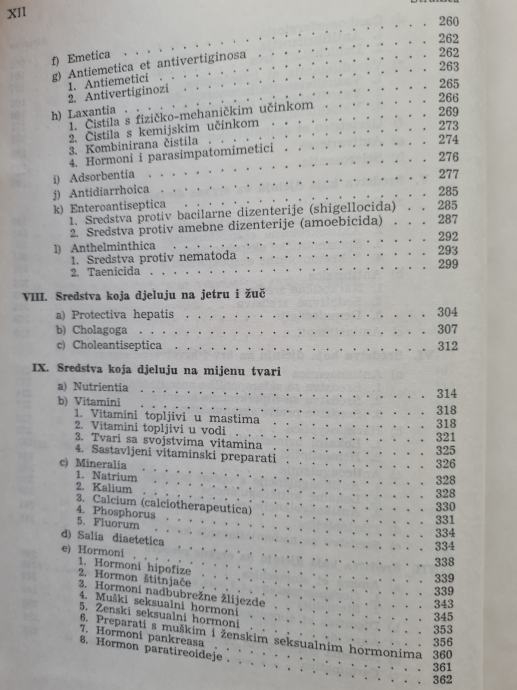 XII
f) Emetica 260
g) Antiemetica et antivertiginosa 262
1. Antiemetici 262
2. Antivertiginozi 263
h) Laxantia 265
1. Čistila s fizičko-mehaničkim učinkom 266
2. Čistila s kemijskim učinkom 269
3. Kombinirana čistila 273
4. Hormoni i parasimpatomimetici 274
i) Adsorbentia 276
j) Antidiarrhoica 277
k) Enteroantiseptica 285
1. Sredstva protiv bacilarne dizenterije (shigellocida) 285
2. Sredstva protiv amebne dizenterije (amoebicida) 287
l) Anthelminthica 292
1. Sredstva protiv nematoda 293
2. Taenicida 299
VIII. Sredstva koja djeluju na jetru i žuč
a) Protectiva hepatis 304
b) Cholagoga 307
c) Choleantiseptica 312
IX. Sredstva koja djeluju na mijenu tvari
a) Nutrientia 314
b) Vitamini 318
1. Vitamini topljivi u mastima 318
2. Vitamini topljivi u vodi 321
3. Tvari sa svojstvima vitamina 325
4. Sastavljeni vitaminski preparati 326
c) Mineralia 328
1. Natrium 328
2. Kalium 330
3. Calcium (calciotherapeutica) 331
4. Phosphorus 334
5. Fluorum 334
d) Salia diaetetica 338
e) Hormoni 339
1. Hormoni hipofize 339
2. Hormon štitnjače 343
3. Hormoni nadbubrežne žlijezde 345
4. Muški seksualni hormoni 353
5. Ženski seksualni hormoni 356
6. Preparati s muškim i ženskim seksualnim hormonima 360
7. Hormoni pankreasa 361
8. Hormon paratireoideje 362